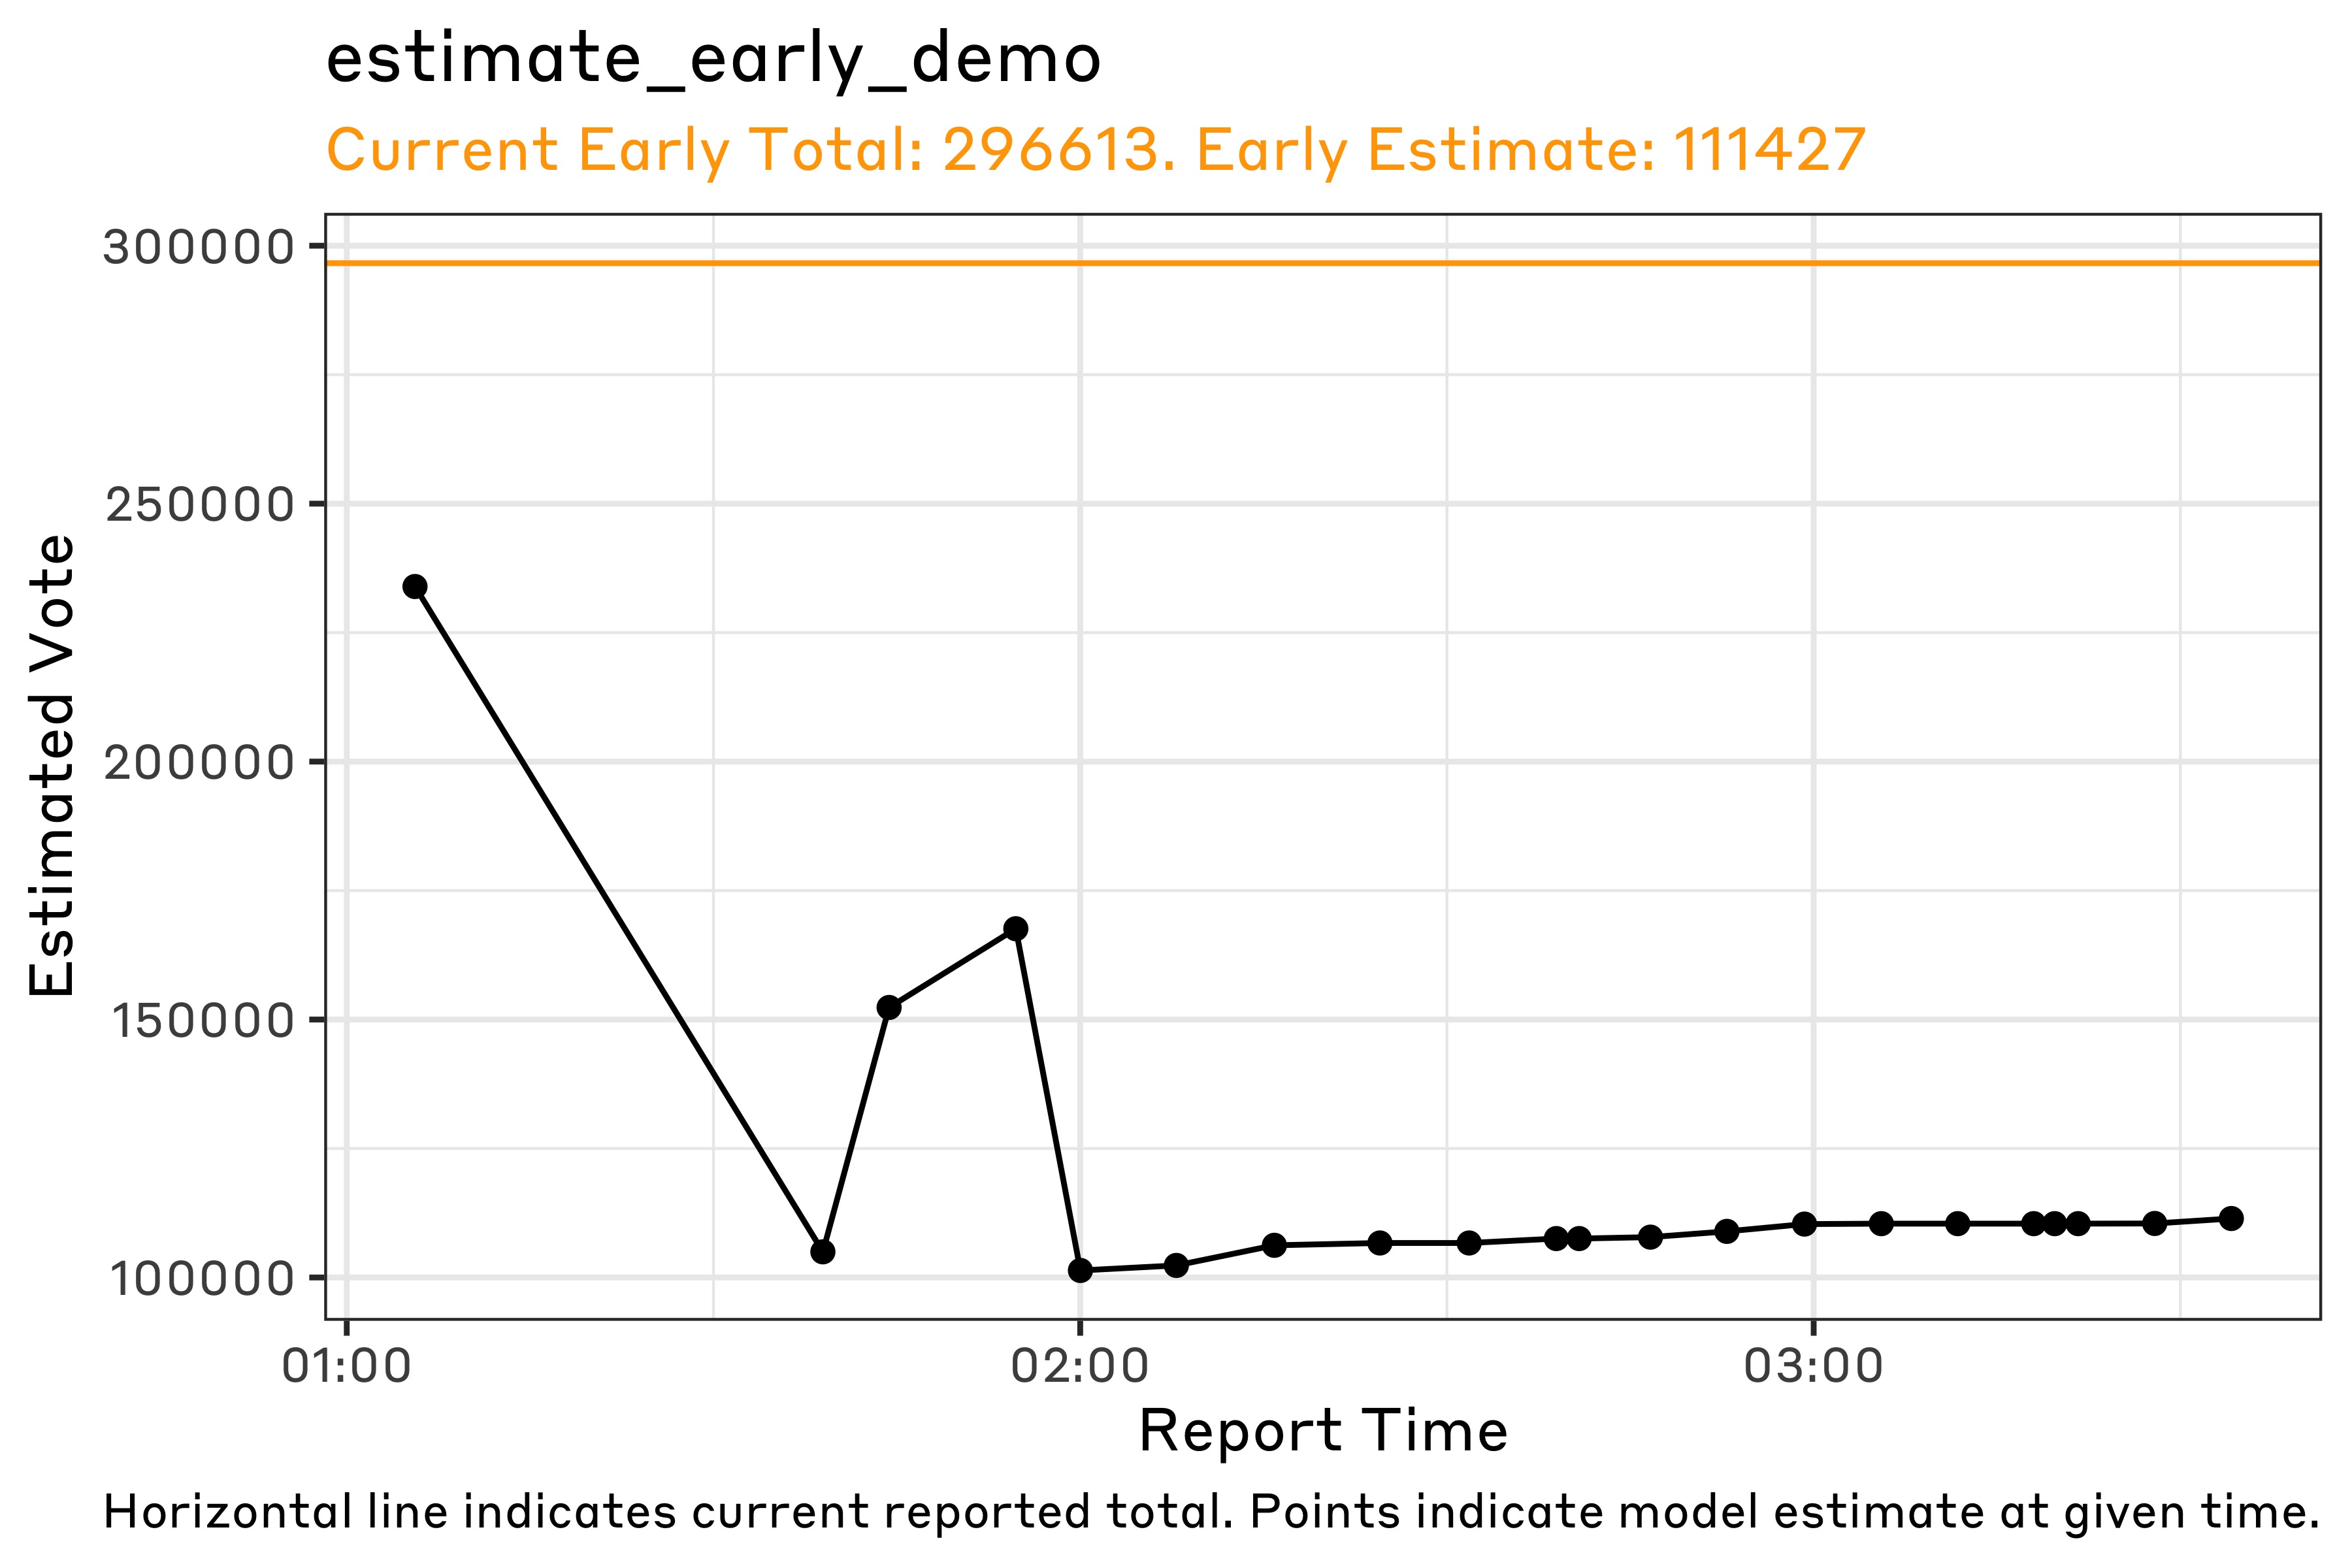 estimate_early_demo
Current Early Total: 296613. Early Estimate: 111427
300000
250000
200000
150000
100000
Estimated Vote
01:00 02:00 03:00
Report Time
Horizontal line indicates current reported total. Points indicate model estimate at given time.